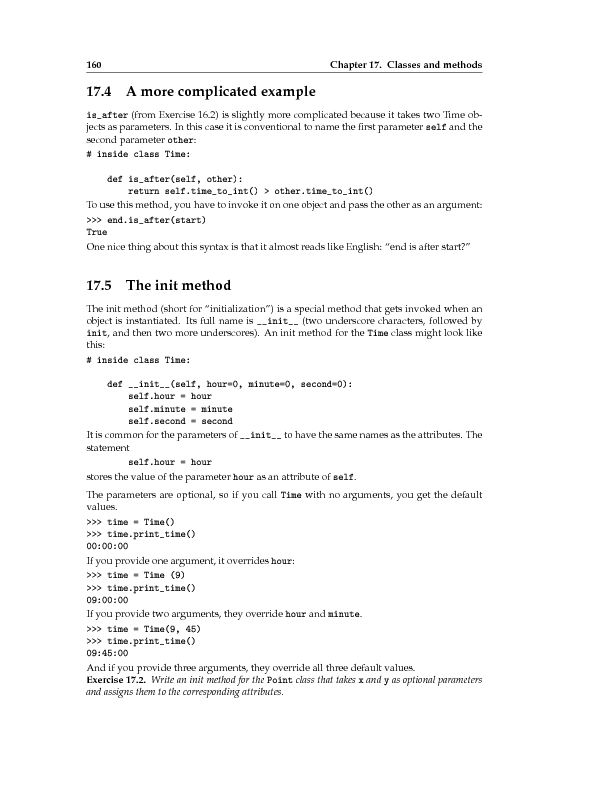 160 Chapter 17. Classes and methods
17.4 A more complicated example
is_after (from Exercise 16.2) is slightly more complicated because it takes two Time ob-
jects as parameters. In this case it is conventional to name the first parameter self and the
second parameter other:
# inside class Time:
    def is_after(self, other):
        return self.time_to_int() > other.time_to_int()
To use this method, you have to invoke it on one object and pass the other as an argument:
>>> end.is_after(start)
True
One nice thing about this syntax is that it almost reads like English: “end is after start?”
17.5 The init method
The init method (short for “initialization”) is a special method that gets invoked when an
object is instantiated. Its full name is __init__ (two underscore characters, followed by
init, and then two more underscores). An init method for the Time class might look like
this:
# inside class Time:
    def __init__(self, hour=0, minute=0, second=0):
        self.hour = hour
        self.minute = minute
        self.second = second
It is common for the parameters of __init__ to have the same names as the attributes. The
statement
        self.hour = hour
stores the value of the parameter hour as an attribute of self.
The parameters are optional, so if you call Time with no arguments, you get the default
values.
>>> time = Time()
>>> time.print_time()
00:00:00
If you provide one argument, it overrides hour:
>>> time = Time (9)
>>> time.print_time()
09:00:00
If you provide two arguments, they override hour and minute.
>>> time = Time(9, 45)
>>> time.print_time()
09:45:00
And if you provide three arguments, they override all three default values.
Exercise 17.2. Write an init method for the Point class that takes x and y as optional parameters
and assigns them to the corresponding attributes.